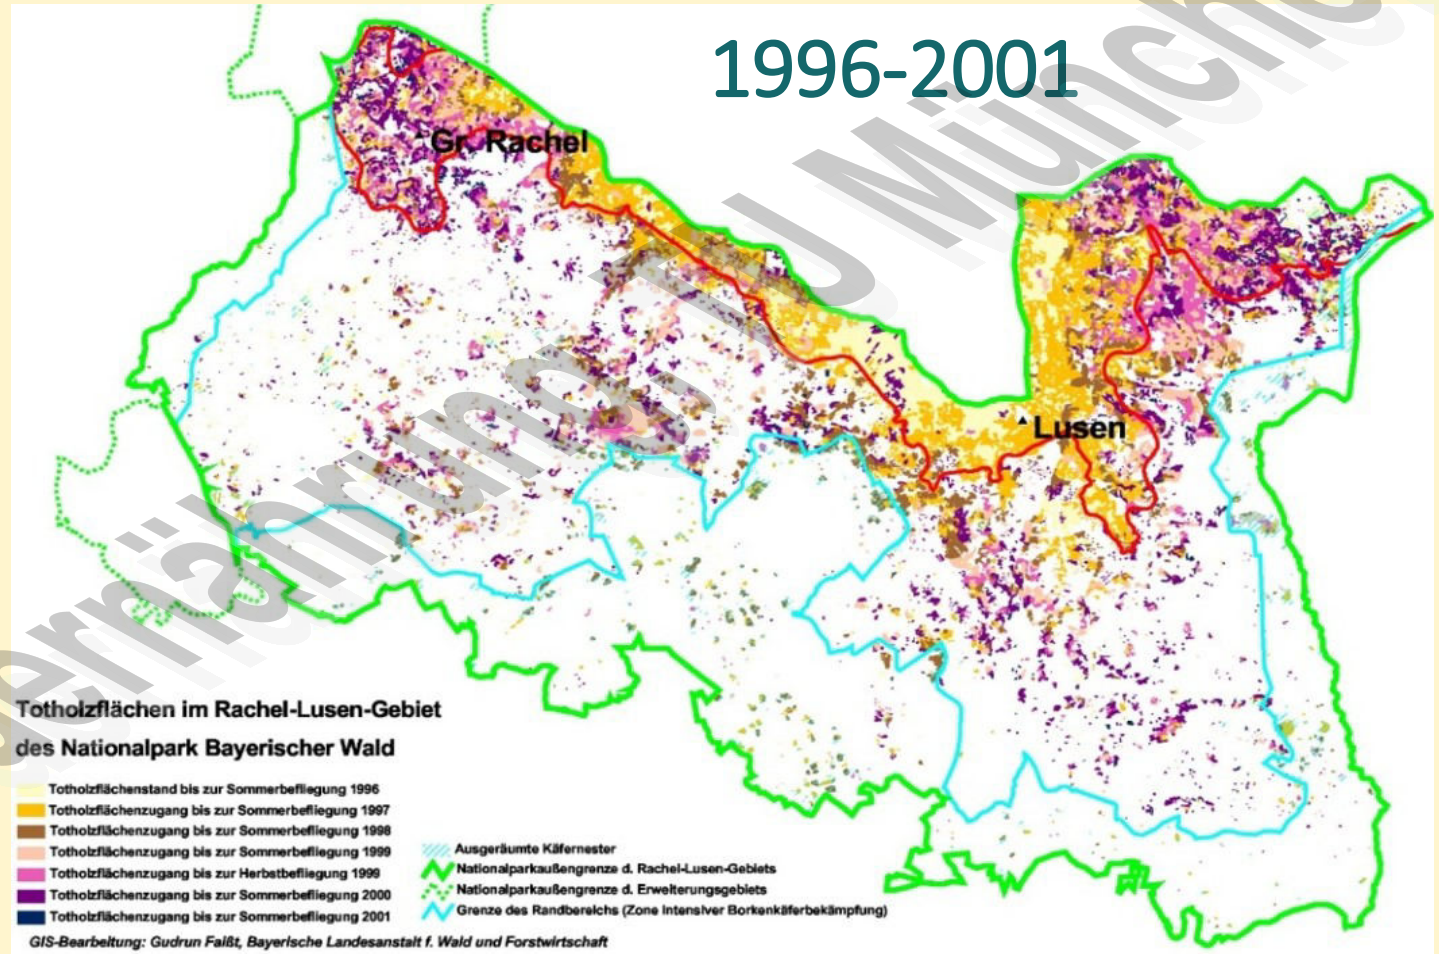 1996-2001
Gr. Rachel
Lusen
Totholzflächen im Rachel-Lusen-Gebiet
des Nationalpark Bayerischer Wald
Totholzflächenstand bis zur Sommerbefliegung 1996
Totholzflächenzugang bis zur Sommerbefliegung 1997
Totholzflächenzugang bis zur Sommerbefliegung 1998
Totholzflächenzugang bis zur Sommerbefliegung 1999
Totholzflächenzugang bis zur Herbstbefliegung 1999
Totholzflächenzugang bis zur Sommerbefliegung 2000
Totholzflächenzugang bis zur Sommerbefliegung 2001
Ausgeräumte Käfernester
Nationalparkaußengrenze d. Rachel-Lusen-Gebiets
Nationalparkaußengrenze d. Erweiterungsgebiets
Grenze des Randbereichs (Zone intensiver Borkenkäferbekämpfung)
GIS-Bearbeitung: Gudrun Faißt, Bayerische Landesanstalt f. Wald und Forstwirtschaft